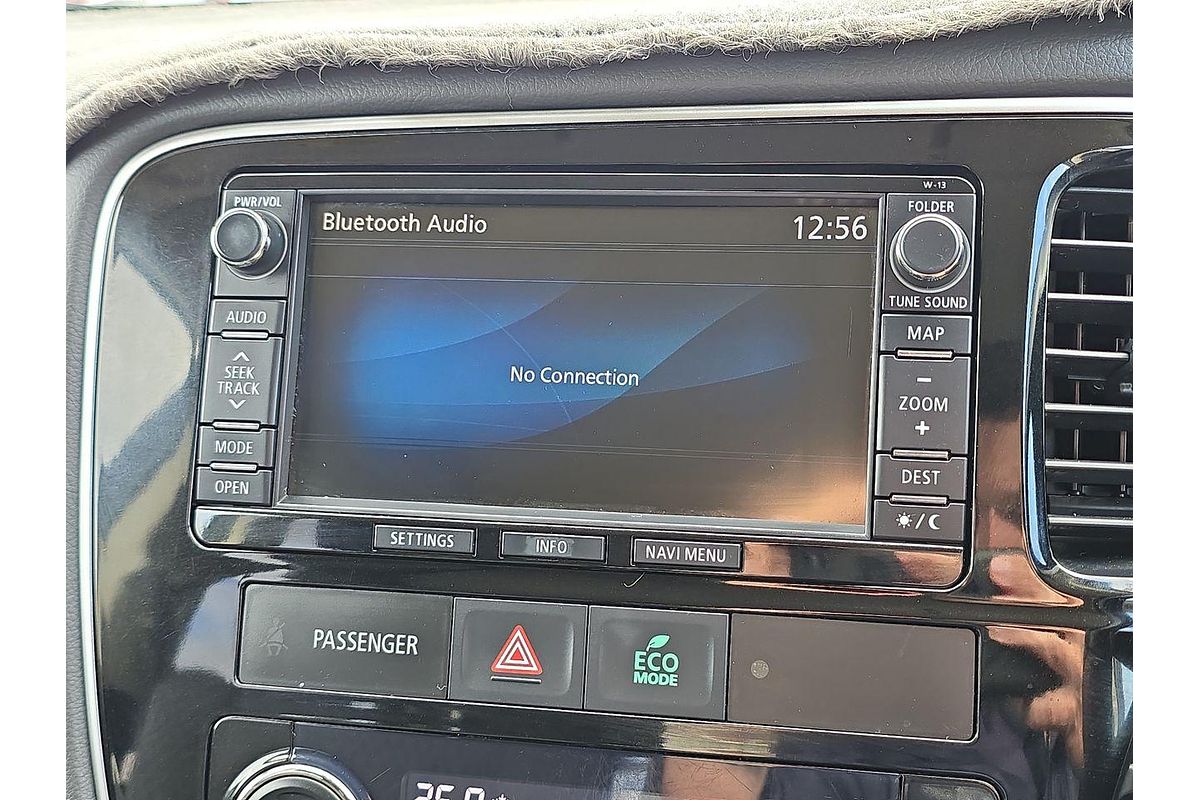 W-13
PWR/VOL
FOLDER
Bluetooth Audio
12:56
TUNE SOUND
AUDIO
MAP
SEEK
TRACK
No Connection
-
ZOOM
+
MODE
DEST
OPEN
SETTINGS
INFO
NAVI MENU
PASSENGER
ECO
MODE